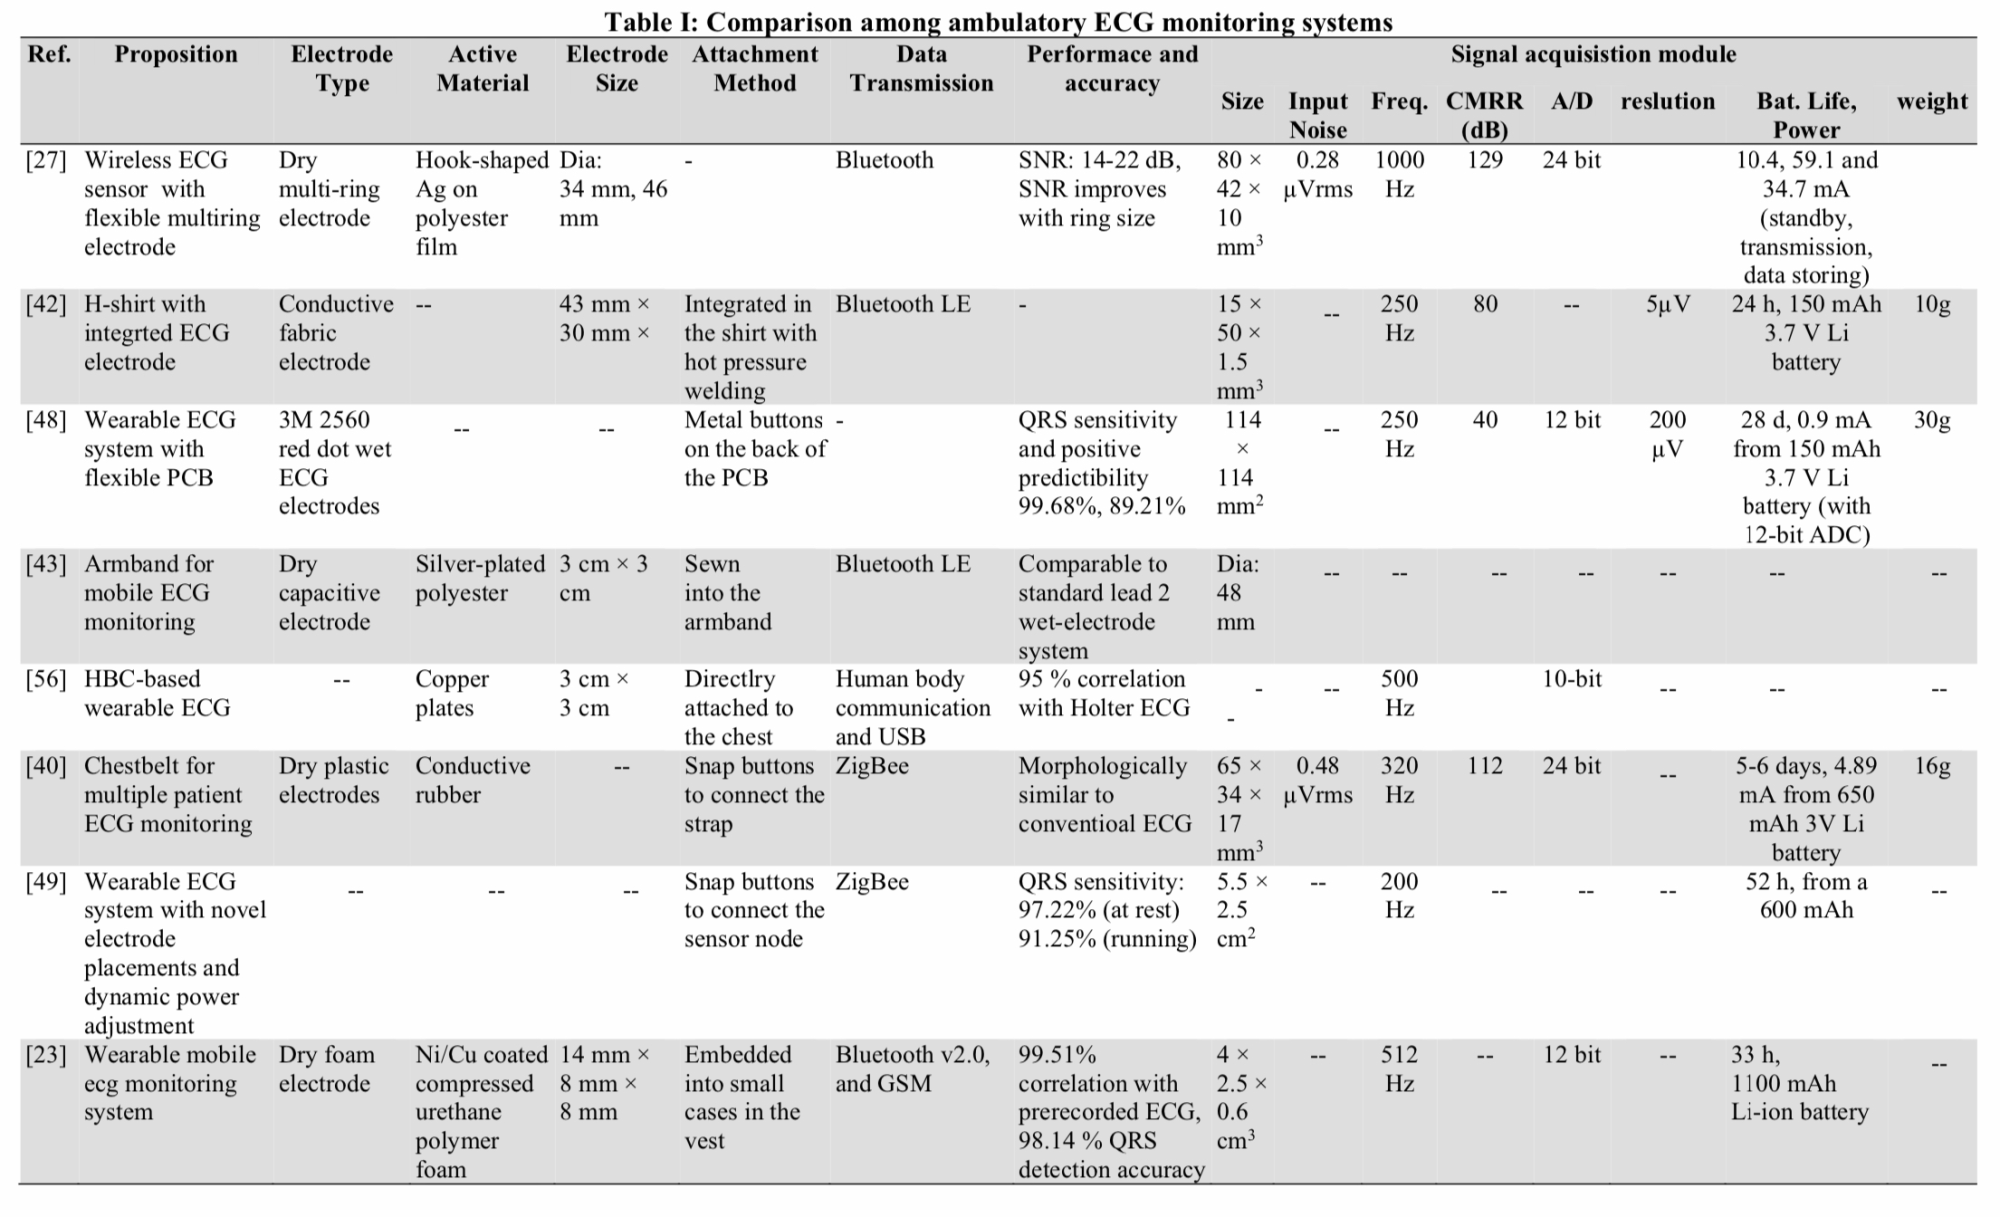 Table I: Comparison among ambulatory ECG monitoring systems
Ref. Proposition Electrode Active Electrode Attachment Data Performace and Signal acquisistion module
Type Material Size Method Transmission accuracy
Size Input Freq. CMRR A/D reslution Bat. Life, weight
Noise (dB) Power
[27] Wireless ECG Dry Hook-shaped Dia: - Bluetooth SNR: 14-22 dB, 80 × 0.28 1000 129 24 bit 10.4, 59.1 and
sensor with multi-ring Ag on 34 mm, 46 SNR improves 42 × µVrms Hz 34.7 mA
flexible multiring electrode polyester mm with ring size 10 (standby,
electrode film mm³ transmission,
data storing)
[42] H-shirt with Conductive -- 43 mm × Integrated in Bluetooth LE - 15 × -- 250 80 -- 5µV 24 h, 150 mAh 10g
integrted ECG fabric 30 mm × the shirt with 50 × Hz 3.7 V Li
electrode electrode hot pressure 1.5 battery
welding mm³
[48] Wearable ECG 3M 2560 -- -- Metal buttons - QRS sensitivity 114 -- 250 40 12 bit 200 28 d, 0.9 mA 30g
system with red dot wet on the back of and positive × Hz µV from 150 mAh
flexible PCB ECG the PCB predictibility 114 3.7 V Li
electrodes 99.68%, 89.21% mm² battery (with
12-bit ADC)
[43] Armband for Dry Silver-plated 3 cm × 3 Sewn Bluetooth LE Comparable to Dia: -- -- -- -- -- -- --
mobile ECG capacitive polyester cm into the standard lead 2 48
monitoring electrode armband wet-electrode mm
system
[56] HBC-based -- Copper 3 cm × Directlry Human body 95 % correlation - -- 500 10-bit -- -- --
wearable ECG plates 3 cm attached to communication with Holter ECG - Hz
the chest and USB
[40] Chestbelt for Dry plastic Conductive -- Snap buttons ZigBee Morphologically 65 × 0.48 320 112 24 bit -- 5-6 days, 4.89 16g
multiple patient electrodes rubber to connect the similar to 34 × µVrms Hz mA from 650
ECG monitoring strap conventioal ECG 17 mAh 3V Li
mm³ battery
[49] Wearable ECG -- -- -- Snap buttons ZigBee QRS sensitivity: 5.5 × -- 200 -- -- -- 52 h, from a --
system with novel to connect the 97.22% (at rest) 2.5 Hz 600 mAh
electrode sensor node 91.25% (running) cm²
placements and
dynamic power
adjustment
[23] Wearable mobile Dry foam Ni/Cu coated 14 mm × Embedded Bluetooth v2.0, 99.51% 4 × -- 512 -- 12 bit -- 33 h, --
ecg monitoring electrode compressed 8 mm × into small and GSM correlation with 2.5 × Hz 1100 mAh
system urethane 8 mm cases in the prerecorded ECG, 0.6 Li-ion battery
polymer vest 98.14 % QRS cm³
foam detection accuracy